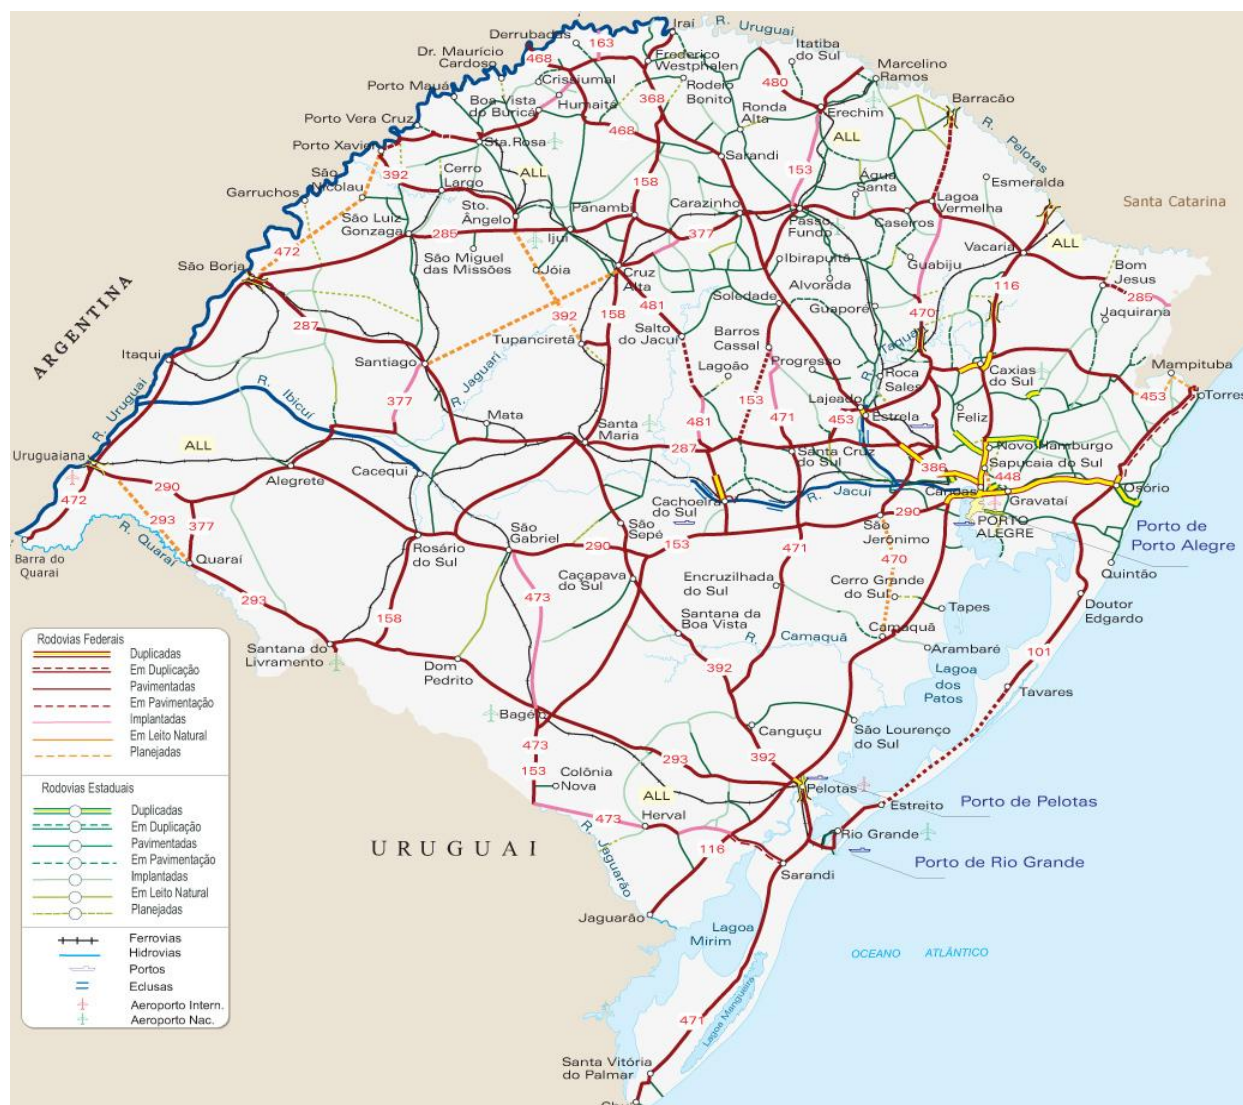 Iraí
R. Uruguai
Derrubadas
163
Dr. Maurício
Cardoso
468
Frederico
Westphalen
Itatiba
do Sul
Marcelino
Ramos
Porto Mauá
Crissiumal
Boa Vista
do Buricá
Humaitá
368
Rodeio
Bonito
480
Ronda
Alta
Erechim
Barracão
Porto Vera Cruz
468
ALL
R. Pelotas
Porto Xavier
Sta.Rosa
Sarandi
São
Nicolau
392
Cerro
Largo
ALL
158
153
Água
Santa
Esmeralda
Garruchos
Sto.
Ângelo
Panambi
Carazinho
Lagoa
Vermelha
Santa Catarina
São Luiz
Gonzaga
285
Ijuí
377
Passo
Fundo
Caseiros
Vacaria
ALL
472
São Borja
São Miguel
das Missões
Jóia
Cruz
Alta
Ibirapuitã
Guabiju
Bom
Jesus
ARGENTINA
481
Soledade
Alvorada
116
285
287
392
158
Salto
do Jacuí
Barros
Cassal
Guaporé
470
Jaquirana
Itaqui
Santiago
Tupanciretã
Lagoão
Progresso
R. Taquari
Roca
Sales
Caxias
do Sul
Mampituba
R. Jaguari
R. Ibicuí
377
Mata
153
471
Lajeado
453
Estrela
Feliz
453
Torres
R. Uruguai
ALL
Santa
Maria
481
287
Santa Cruz
do Sul
Novo Hamburgo
Uruguaiana
Cacequi
386
Sapucaia do Sul
448
Alegrete
472
290
Cachoeira
do Sul
R. Jacuí
Canoas
Gravataí
Osório
293
377
R. Quaraí
São
Gabriel
São
Sepé
São
Jerônimo
290
PORTO
ALEGRE
Porto de
Porto Alegre
Barra do
Quarai
Quaraí
Rosário
do Sul
290
153
471
470
Quintão
293
473
Caçapava
do Sul
Encruzilhada
do Sul
Cerro Grande
do Sul
Doutor
Edgardo
158
Santana da
Boa Vista
R. Camaquã
Camaquã
Tapes
Santana do
Livramento
Dom
Pedrito
392
Arambaré
101
Lagoa
dos
Patos
Tavares
Bagé
Canguçu
São Lourenço
do Sul
473
153
293
392
Colônia
Nova
ALL
Pelotas
Porto de Pelotas
Estreito
473
Herval
Rio Grande
URUGUAI
R. Jaguarão
116
Porto de Rio Grande
Sarandi
Jaguarão
Lagoa
Mirim
OCEANO ATLÂNTICO
Lagoa Mangueira
471
Santa Vitória
do Palmar
Rodovias Federais
Duplicadas
Em Duplicação
Pavimentadas
Em Pavimentação
Implantadas
Em Leito Natural
Planejadas
Rodovias Estaduais
Duplicadas
Em Duplicação
Pavimentadas
Em Pavimentação
Implantadas
Em Leito Natural
Planejadas
Ferrovias
Hidrovias
Portos
Eclusas
Aeroporto Intern.
Aeroporto Nac.